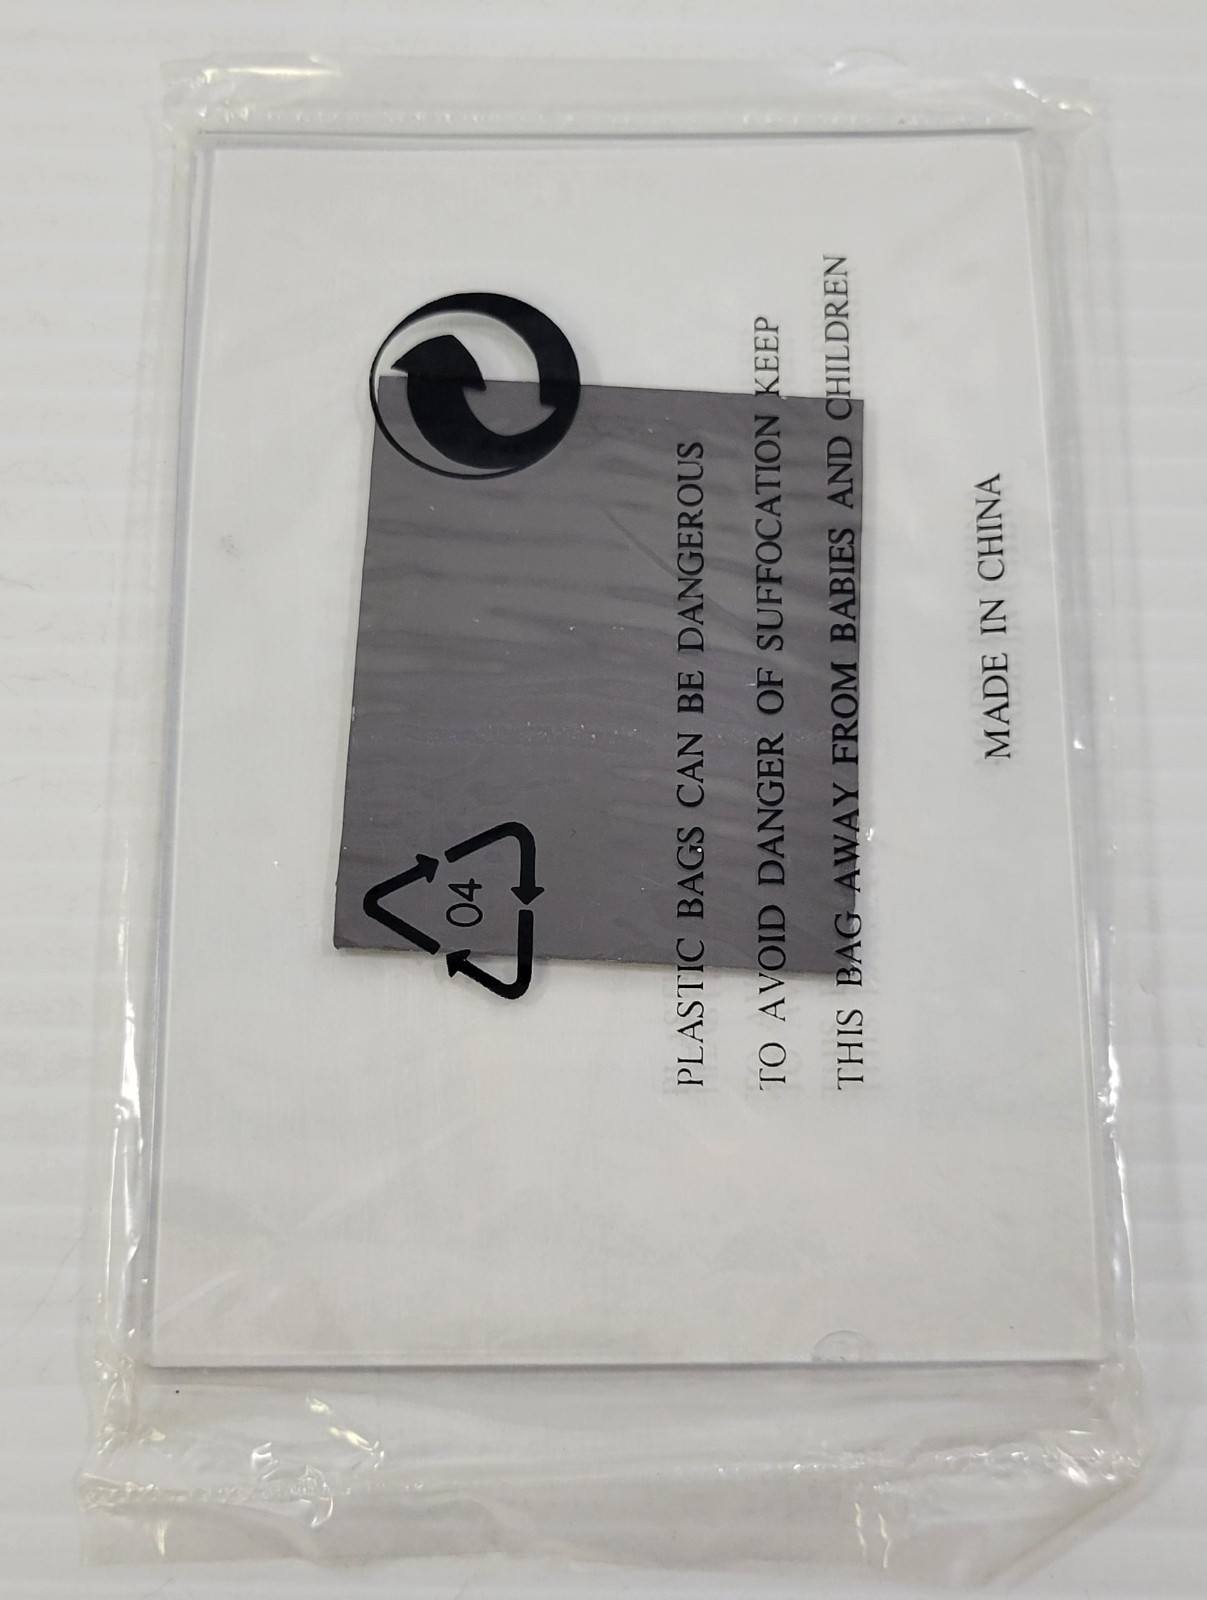 04
PLASTIC BAGS CAN BE DANGEROUS
TO AVOID DANGER OF SUFFOCATION KEEP
THIS BAG AWAY FROM BABIES AND CHILDREN
MADE IN CHINA